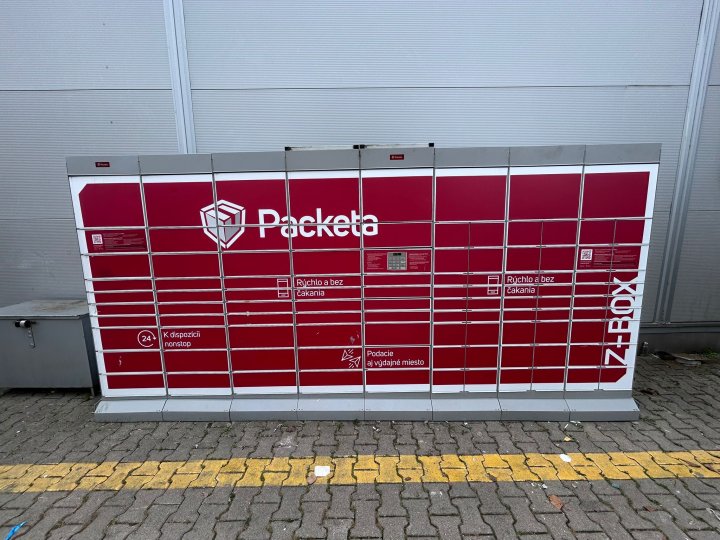 Packeta
Rýchlo a bez
čakania
Rýchlo a bez
čakania
24
K dispozícii
nonstop
Podacie
aj výdajné miesto
Z-BOX